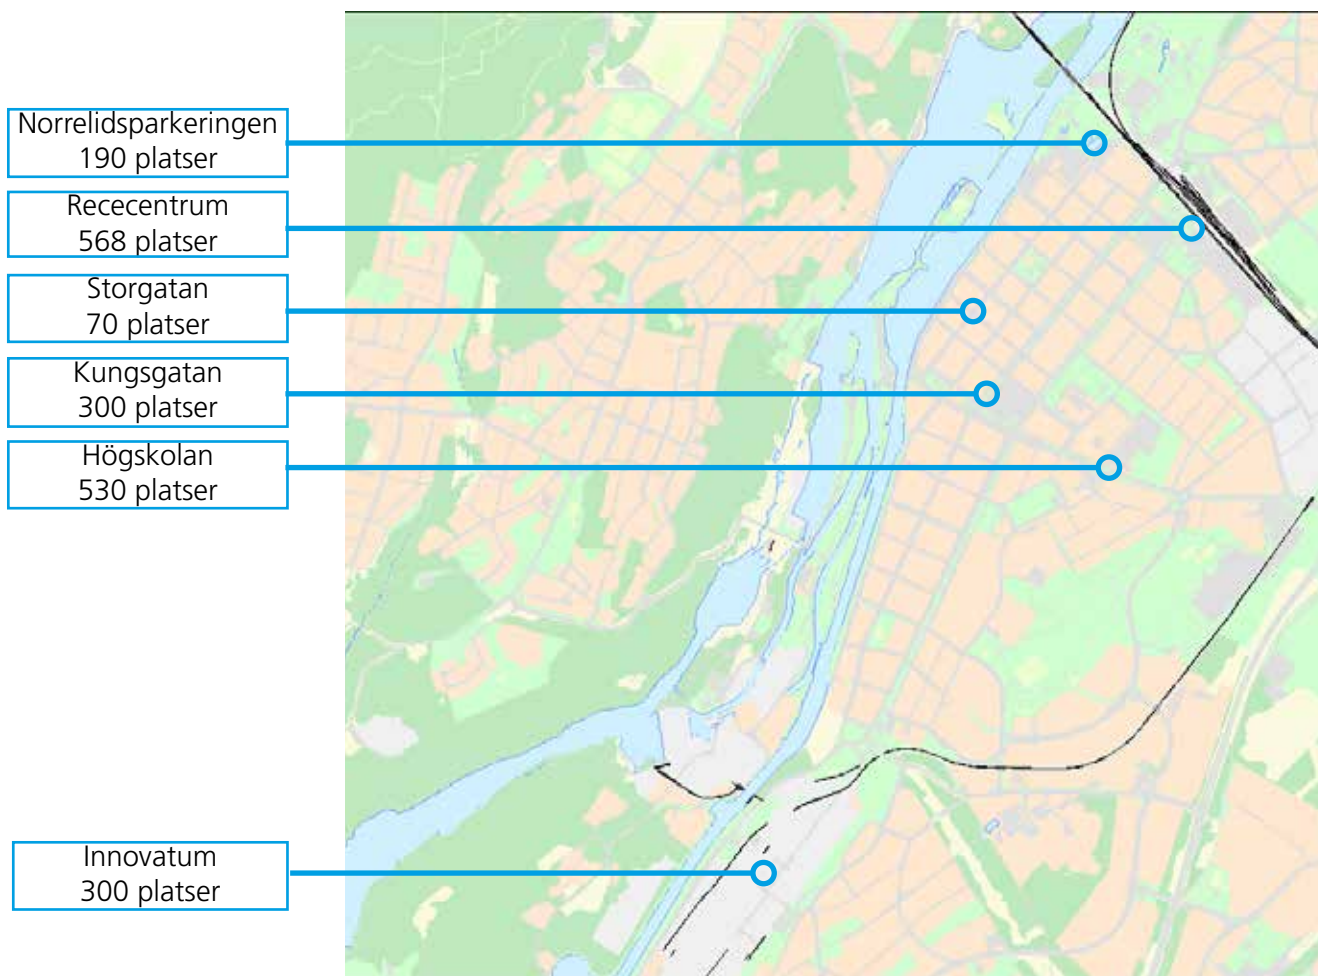 Norrelidsparkeringen
190 platser
Rececentrum
568 platser
Storgatan
70 platser
Kungsgatan
300 platser
Högskolan
530 platser
Innovatum
300 platser